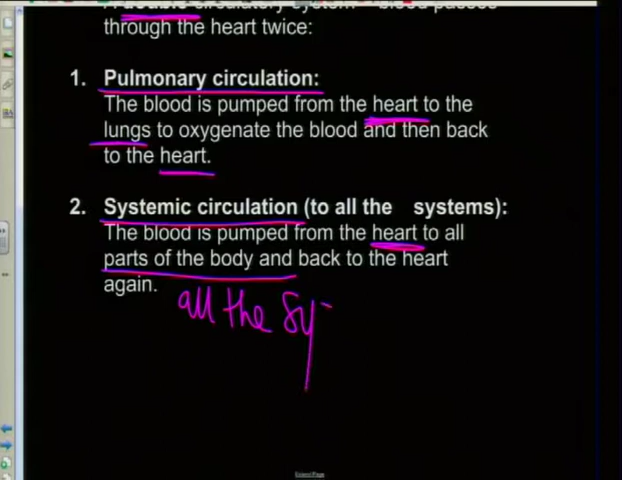 through the heart twice:
1. Pulmonary circulation:
The blood is pumped from the heart to the
lungs to oxygenate the blood and then back
to the heart.
2. Systemic circulation (to all the systems):
The blood is pumped from the heart to all
parts of the body and back to the heart
again.
all the Sy